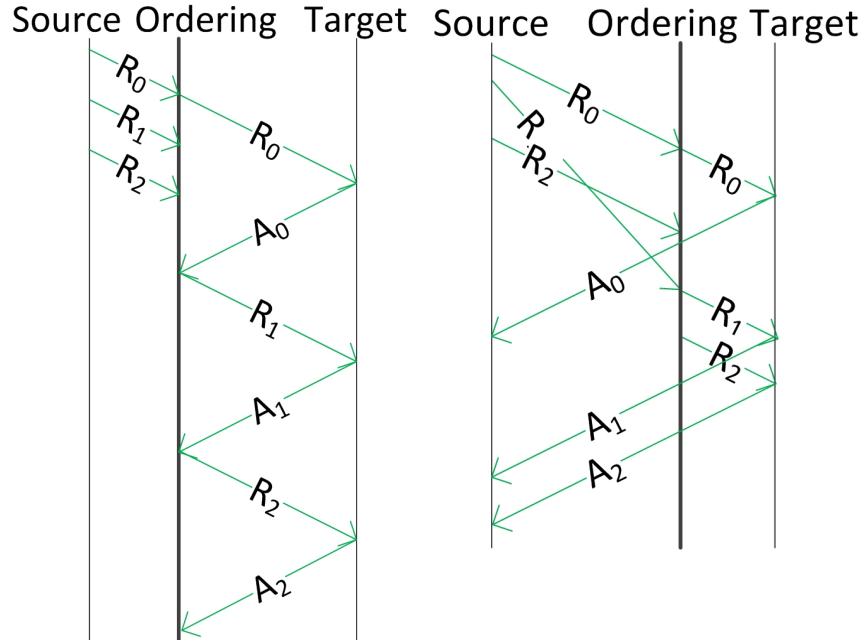 Source Ordering Target
R0
R1
R2
R0
A0
R1
A1
R2
A2
Source Ordering Target
R0
R
R2
R0
A0
R1
R2
A1
A2